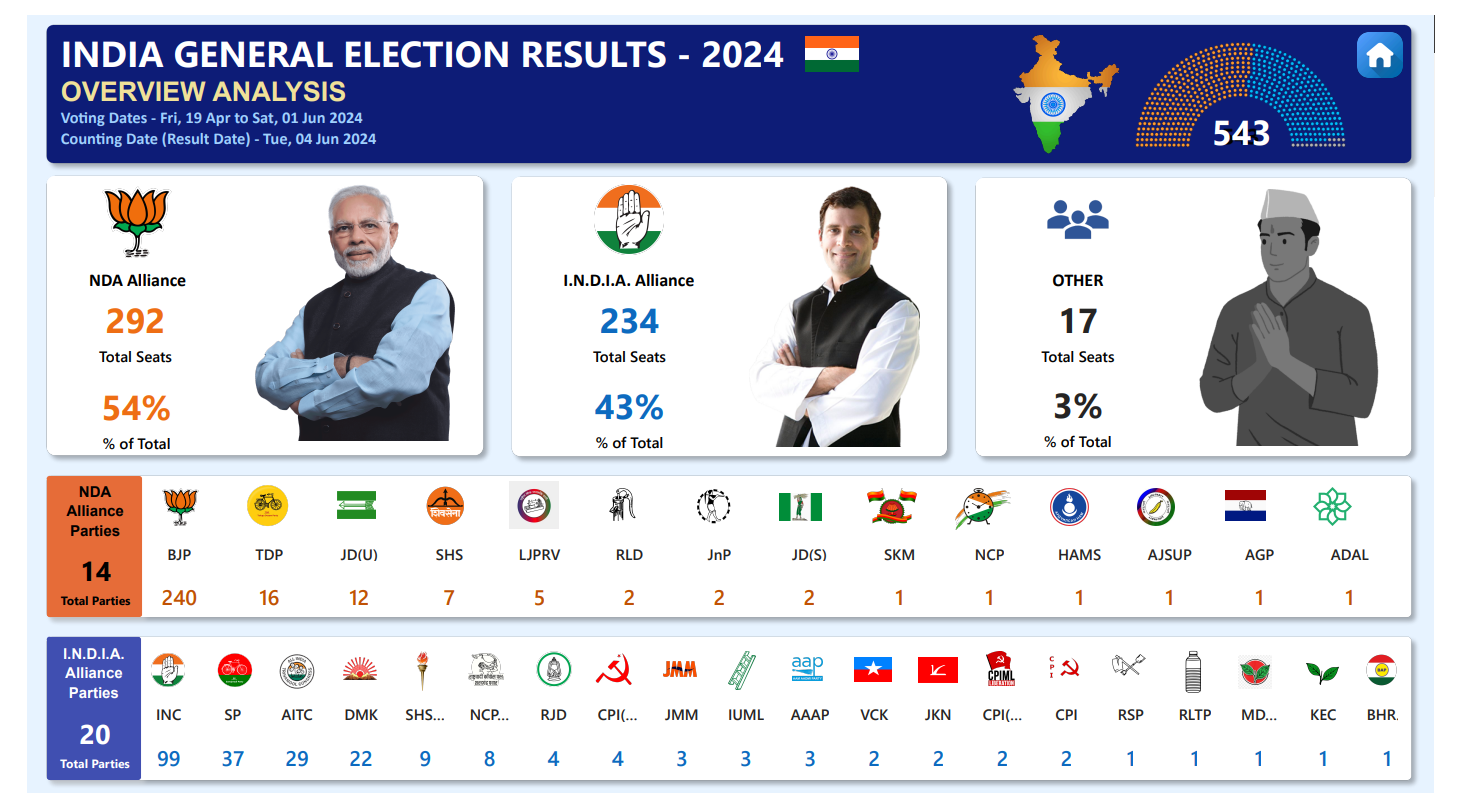 INDIA GENERAL ELECTION RESULTS - 2024
OVERVIEW ANALYSIS
Voting Dates - Fri, 19 Apr to Sat, 01 Jun 2024
Counting Date (Result Date) - Tue, 04 Jun 2024
543
NDA Alliance
292
Total Seats
54%
% of Total
I.N.D.I.A. Alliance
234
Total Seats
43%
% of Total
OTHER
17
Total Seats
3%
% of Total
NDA
Alliance
Parties
14
Total Parties
शिवसेना
BJP TDP JD(U) SHS LJPRV RLD JnP JD(S) SKM NCP HAMS AJSUP AGP ADAL
240 16 12 7 5 2 2 2 1 1 1 1 1 1
I.N.D.I.A.
Alliance
Parties
20
Total Parties
JMM
aap
CPIML
LIBERATION
C
P
I
INC SP AITC DMK SHS... NCP... RJD CPI(... JMM IUML AAAP VCK JKN CPI(... CPI RSP RLTP MD... KEC BHR.
99 37 29 22 9 8 4 4 3 3 3 2 2 2 2 1 1 1 1 1